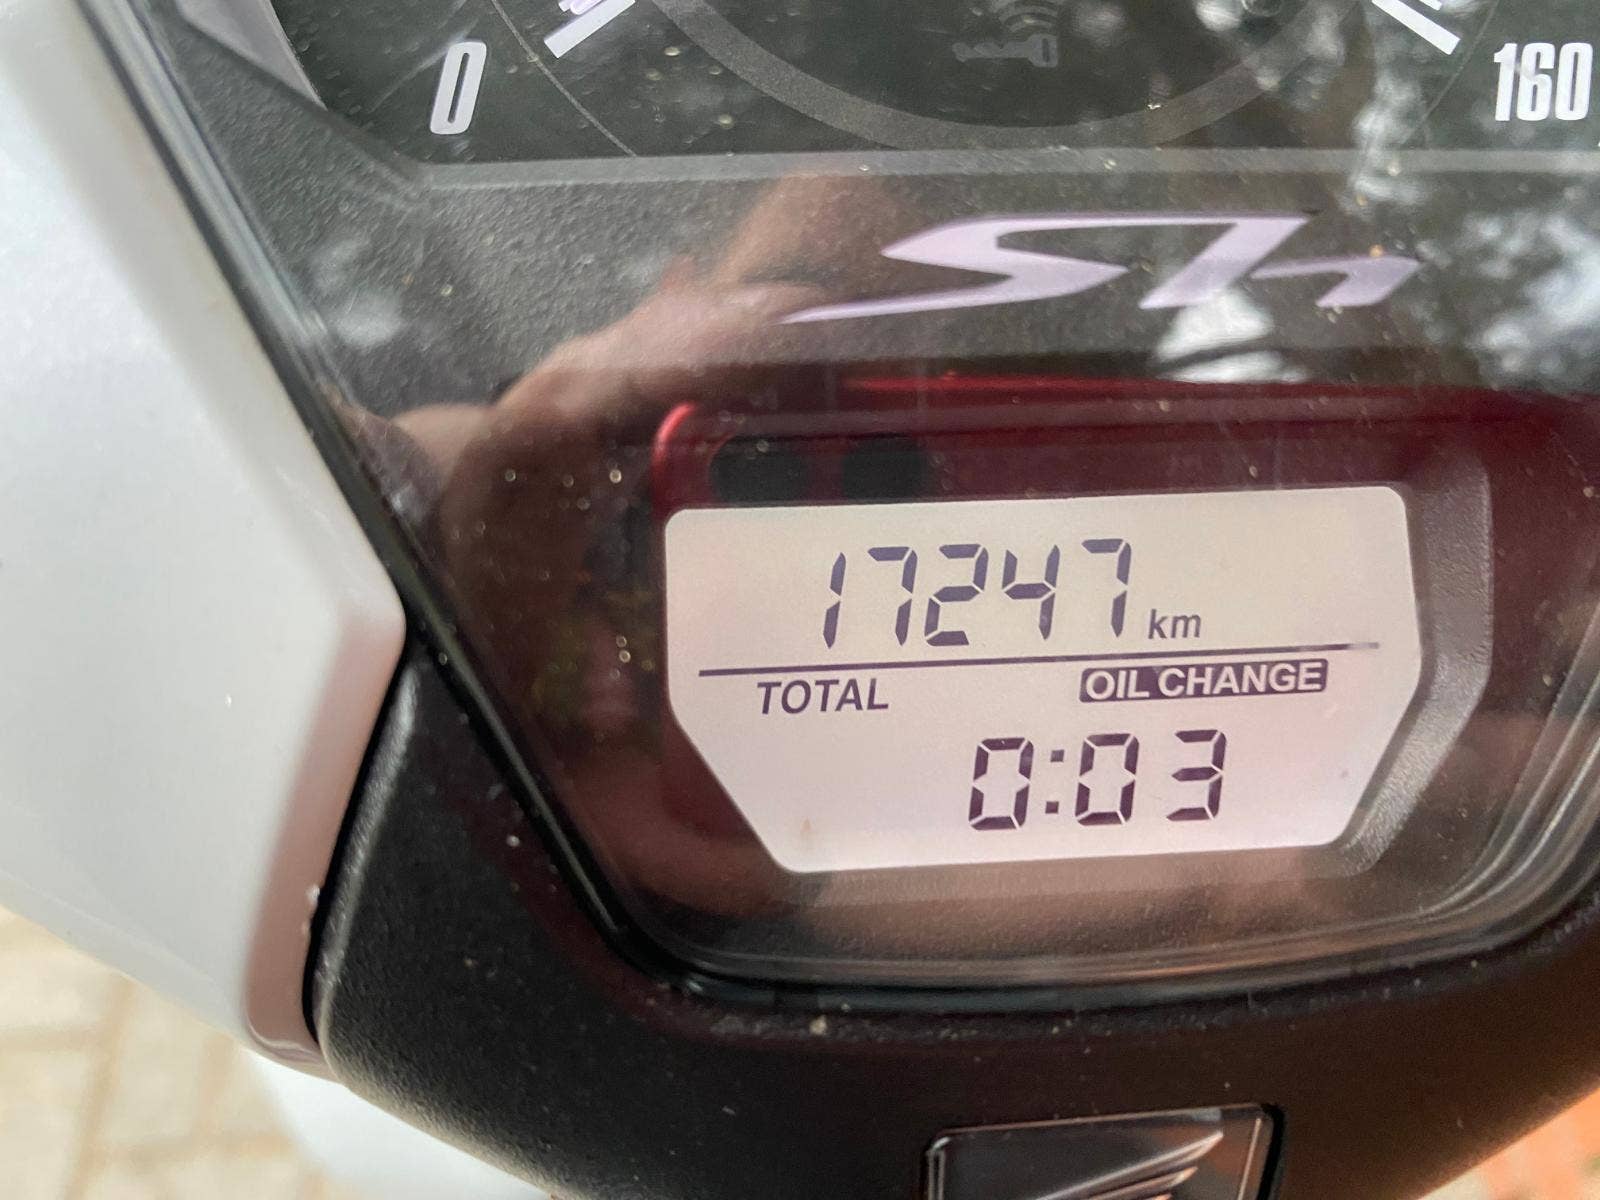 0
160
Sh
17247 km
TOTAL
OIL CHANGE
0:03